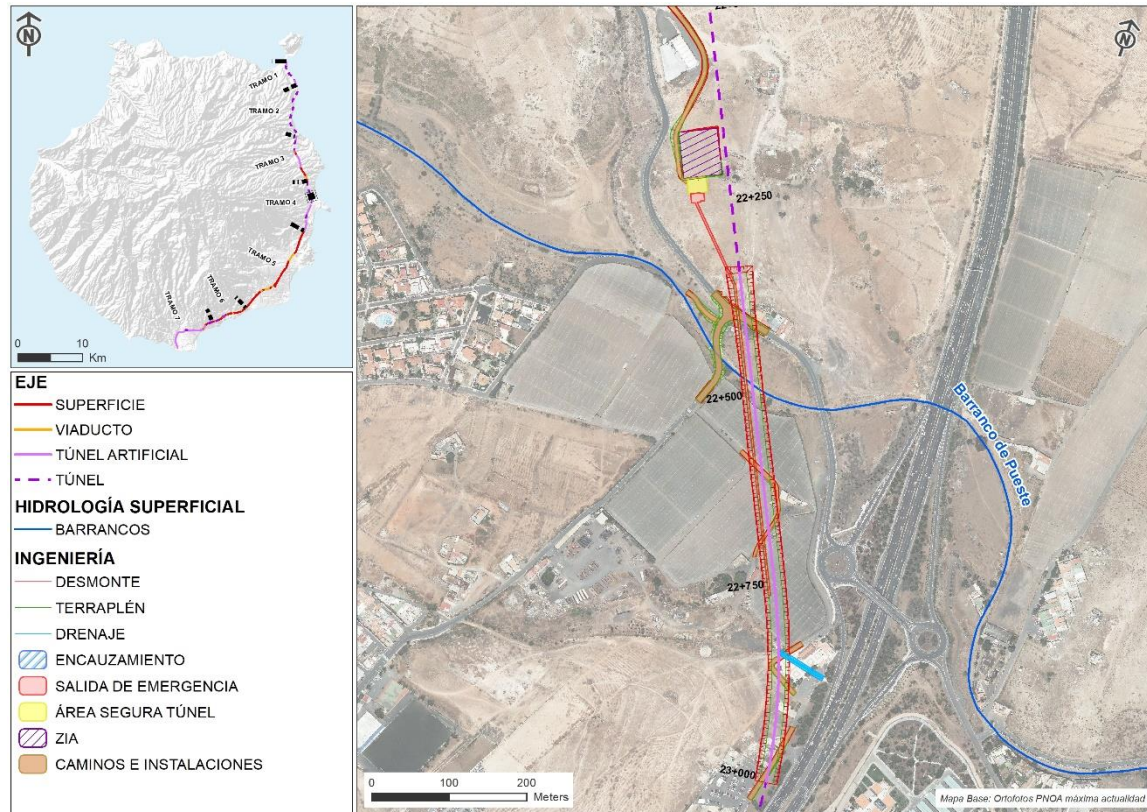 N
TRAMO 1
TRAMO 2
TRAMO 3
TRAMO 4
TRAMO 5
TRAMO 6
TRAMO 7
0 10
Km
EJE
SUPERFICIE
VIADUCTO
TÚNEL ARTIFICIAL
TÚNEL
HIDROLOGÍA SUPERFICIAL
BARRANCOS
INGENIERÍA
DESMONTE
TERRAPLÉN
DRENAJE
ENCAUZAMIENTO
SALIDA DE EMERGENCIA
ÁREA SEGURA TÚNEL
ZIA
CAMINOS E INSTALACIONES
N
22+250
22+500
Barranco de Pueste
22+750
23+000
0 100 200
Meters
Mapa Base: Ortofotos PNOA máxima actualidad